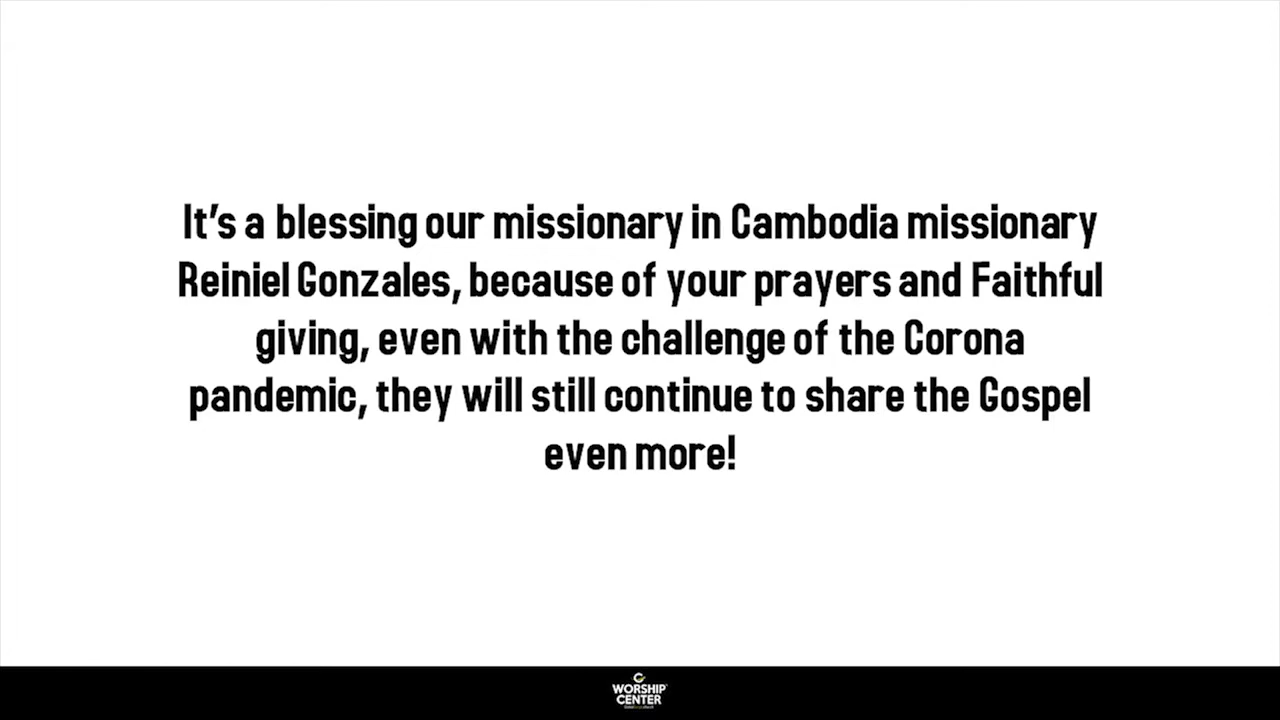 It's a blessing our missionary in Cambodia missionary
Reiniel Gonzales, because of your prayers and Faithful
giving, even with the challenge of the Corona
pandemic, they will still continue to share the Gospel
even more!
WORSHIP
CENTER